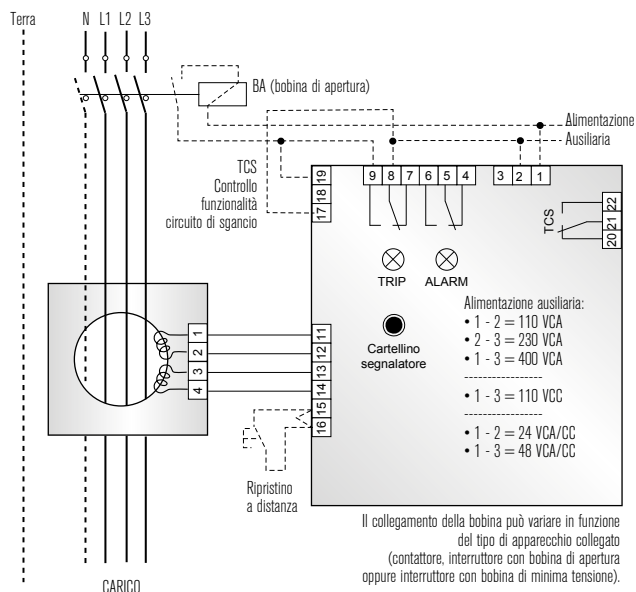 Terra
N L1 L2 L3
BA (bobina di apertura)
Alimentazione
Ausiliaria
TCS
Controllo
funzionalità
circuito di sgancio
19
18
17
9 8 7 6 5 4
3 2 1
TCS
22
21
20
TRIP
ALARM
Cartellino
segnalatore
Alimentazione ausiliaria:
• 1 - 2 = 110 VCA
• 2 - 3 = 230 VCA
• 1 - 3 = 400 VCA
-----------------
• 1 - 3 = 110 VCC
-----------------
• 1 - 2 = 24 VCA/CC
• 1 - 3 = 48 VCA/CC
1
2
3
4
11
12
13
14
15
16
Ripristino
a distanza
Il collegamento della bobina può variare in funzione
del tipo di apparecchio collegato
(contattore, interruttore con bobina di apertura
oppure interruttore con bobina di minima tensione).
CARICO